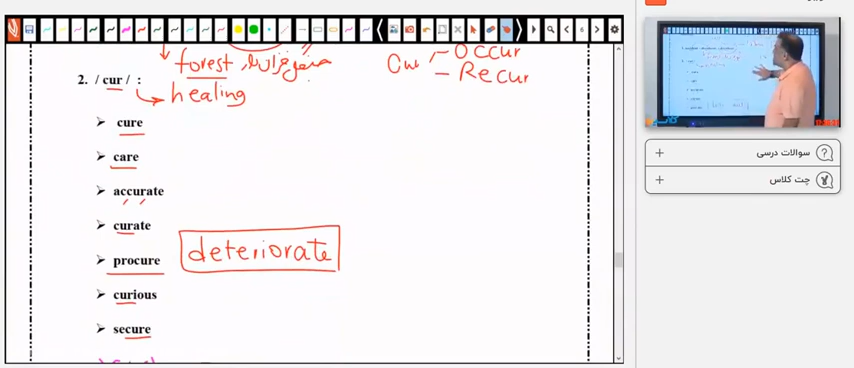 forest
Cur - Occur
- Recur
2. / cur / :
healing
cure
care
accurate
curate
deteriorate
procure
curious
secure
6
سوالات درسی
چت کلاس